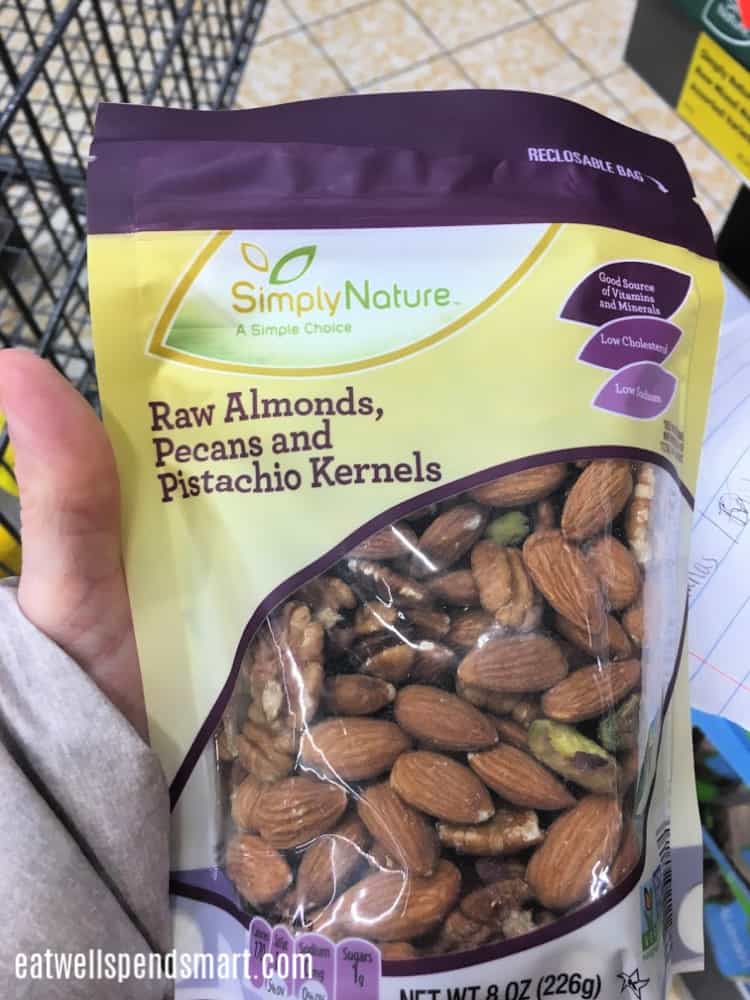 RECLOSABLE BAG
SimplyNature™
A Simple Choice
Good Source
of Vitamins
and Minerals
Low Cholesterol
Low Sodium
Raw Almonds,
Pecans and
Pistachio Kernels
Sodium
Sugars
1g
eatwellspendsmart.com
NET WT 8 OZ (226g)